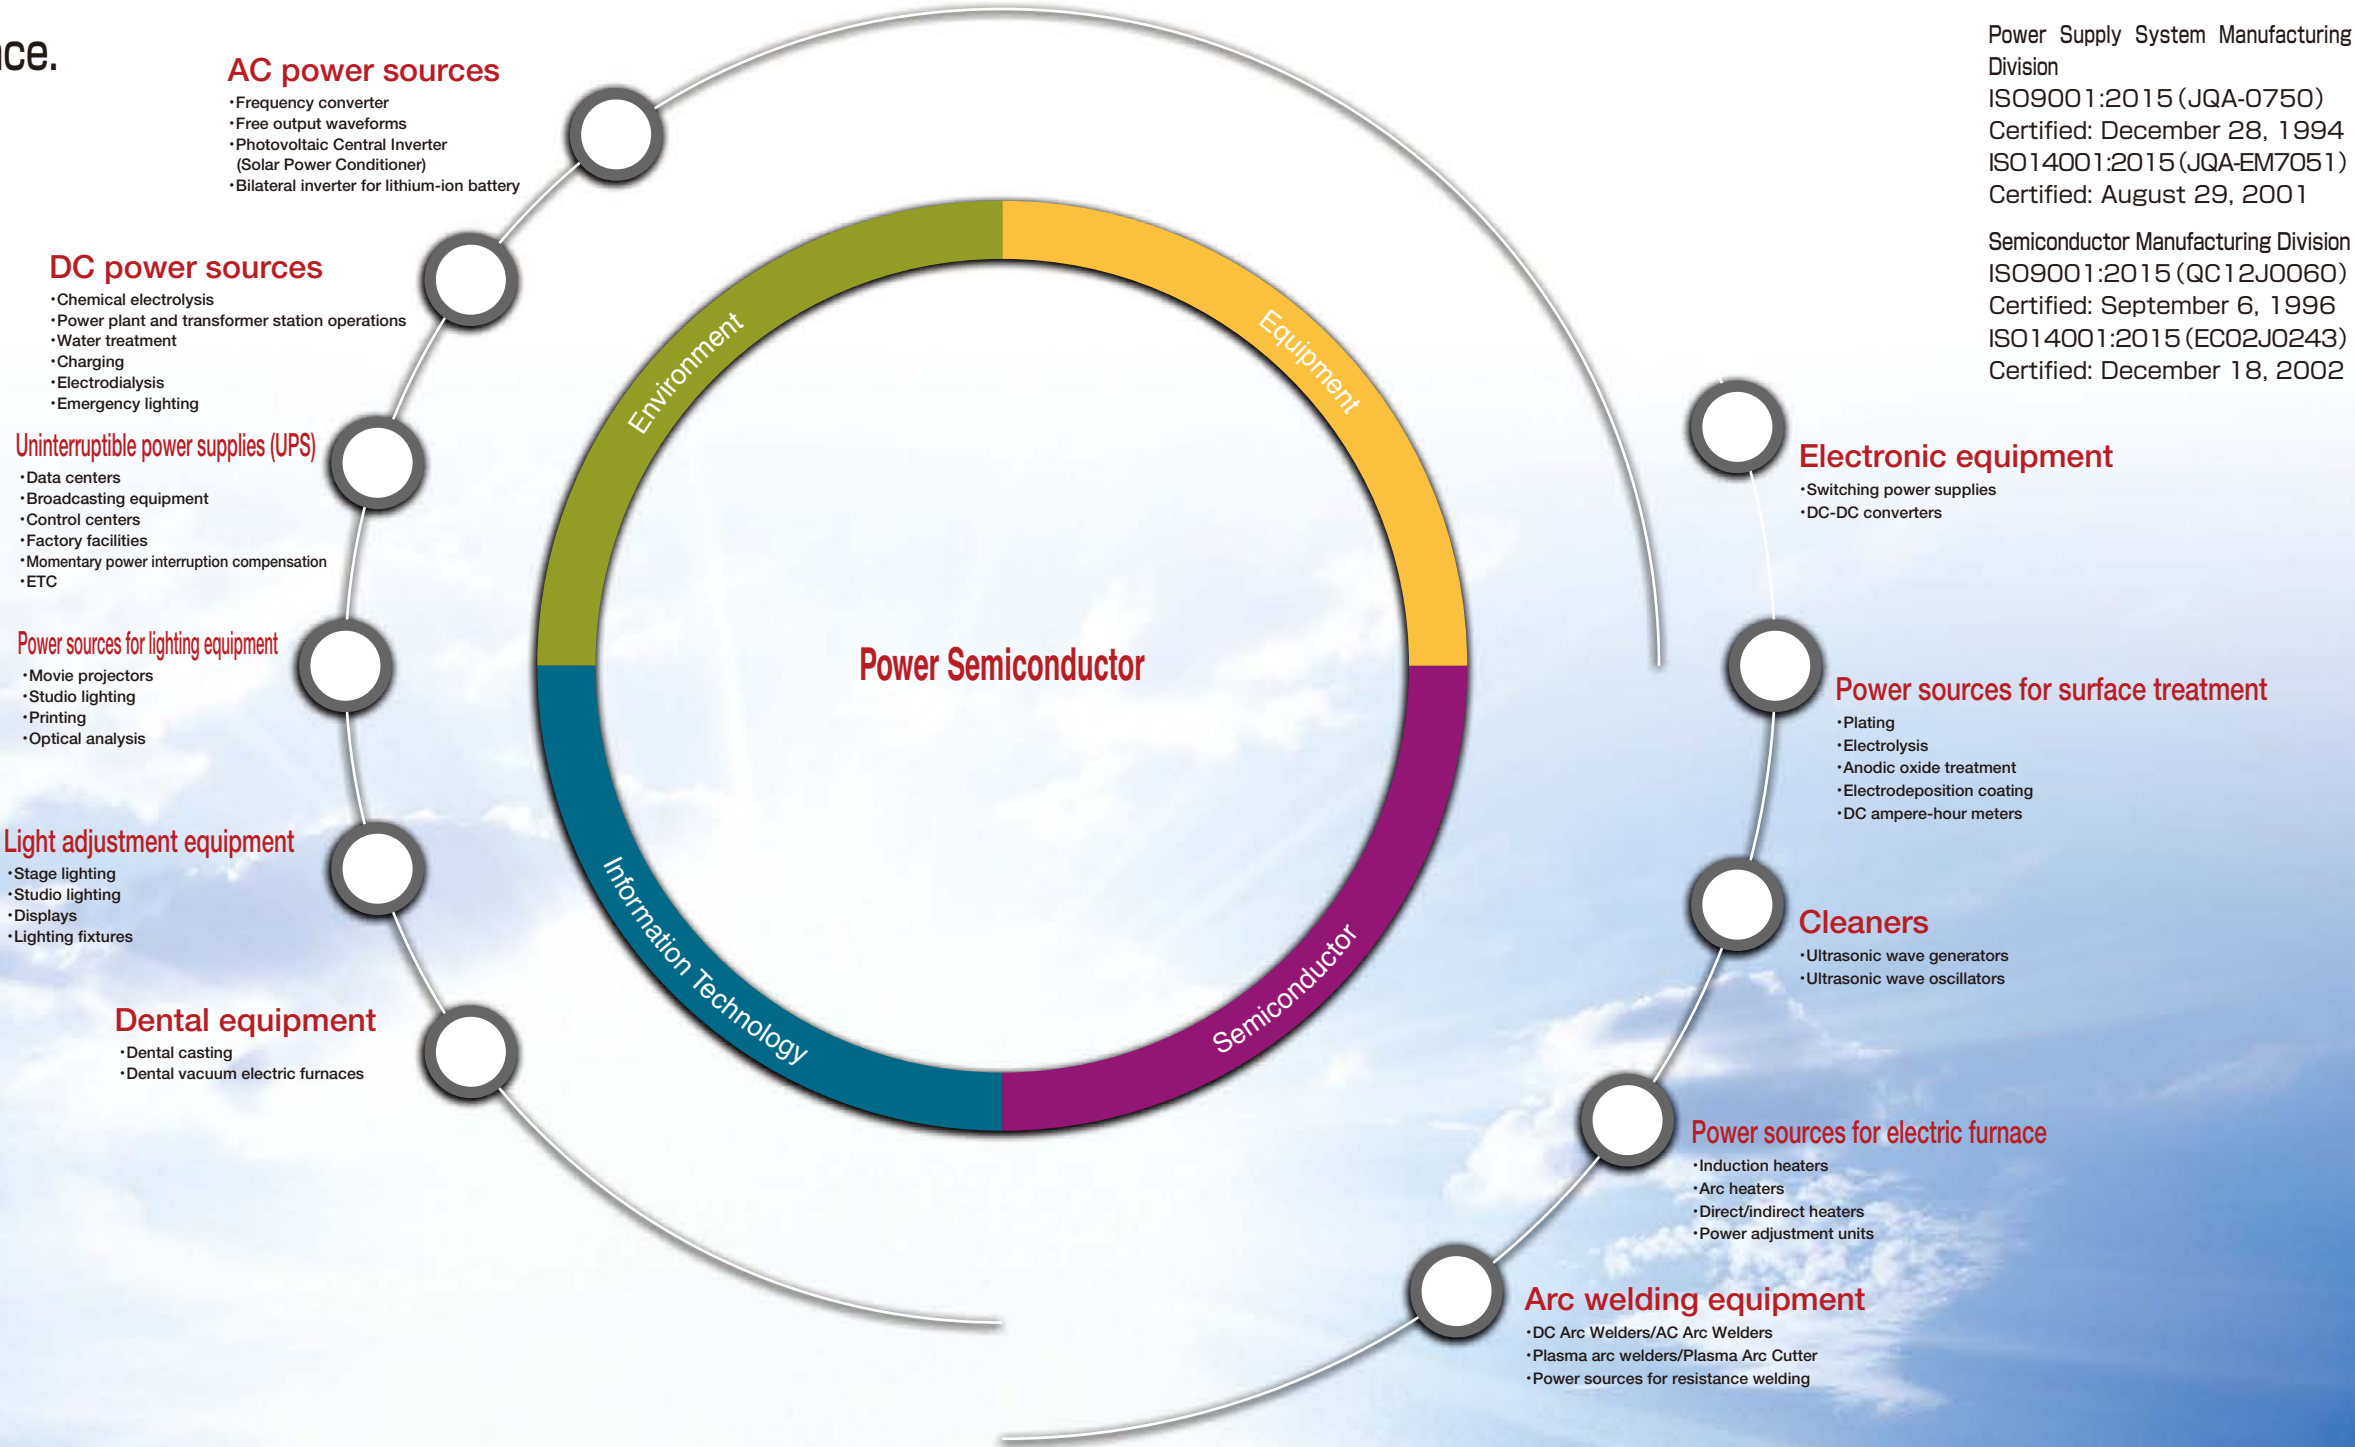 AC power sources
・Frequency converter
・Free output waveforms
・Photovoltaic Central Inverter
(Solar Power Conditioner)
・Bilateral inverter for lithium-ion battery
DC power sources
・Chemical electrolysis
・Power plant and transformer station operations
・Water treatment
・Charging
・Electrodialysis
・Emergency lighting
Uninterruptible power supplies (UPS)
・Data centers
・Broadcasting equipment
・Control centers
・Factory facilities
・Momentary power interruption compensation
・ETC
Power sources for lighting equipment
・Movie projectors
・Studio lighting
・Printing
・Optical analysis
Light adjustment equipment
・Stage lighting
・Studio lighting
・Displays
・Lighting fixtures
Dental equipment
・Dental casting
・Dental vacuum electric furnaces
Environment
Equipment
Power Semiconductor
Information Technology
Semiconductor
Power Supply System Manufacturing
Division
ISO9001:2015(JQA-0750)
Certified: December 28, 1994
ISO14001:2015(JQA-EM7051)
Certified: August 29, 2001
Semiconductor Manufacturing Division
ISO9001:2015(QC12J0060)
Certified: September 6, 1996
ISO14001:2015(EC02J0243)
Certified: December 18, 2002
Electronic equipment
・Switching power supplies
・DC-DC converters
Power sources for surface treatment
・Plating
・Electrolysis
・Anodic oxide treatment
・Electrodeposition coating
・DC ampere-hour meters
Cleaners
・Ultrasonic wave generators
・Ultrasonic wave oscillators
Power sources for electric furnace
・Induction heaters
・Arc heaters
・Direct/indirect heaters
・Power adjustment units
Arc welding equipment
・DC Arc Welders/AC Arc Welders
・Plasma arc welders/Plasma Arc Cutter
・Power sources for resistance welding